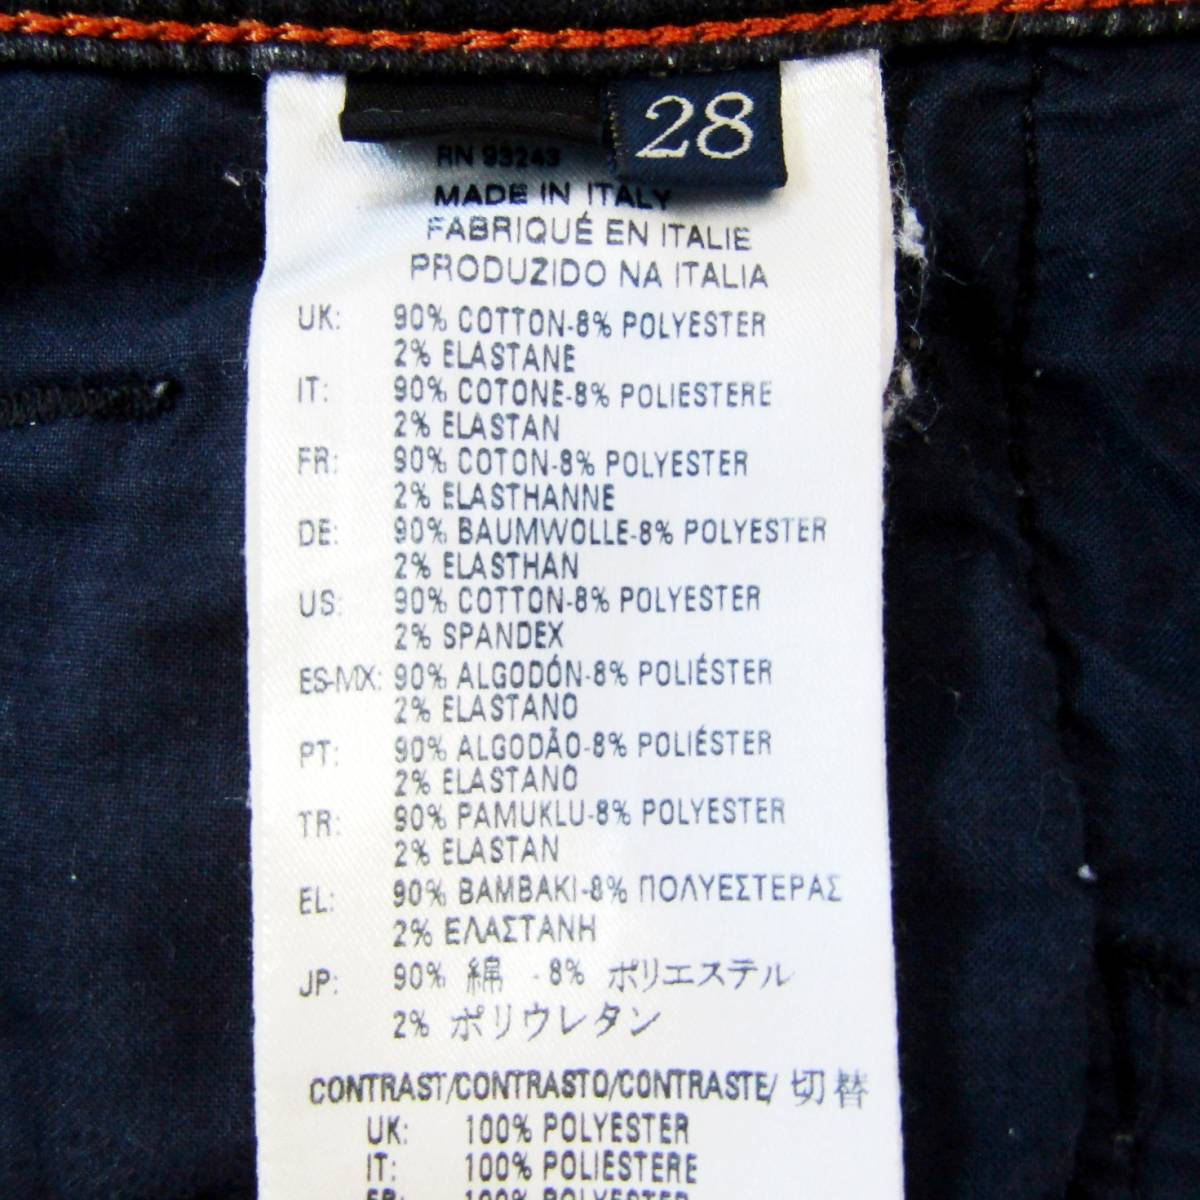 28
RN 93243
MADE IN ITALY
FABRIQUÉ EN ITALIE
PRODUZIDO NA ITALIA
UK: 90% COTTON-8% POLYESTER
2% ELASTANE
IT: 90% COTONE-8% POLIESTERE
2% ELASTAN
FR: 90% COTON-8% POLYESTER
2% ELASTHANNE
DE: 90% BAUMWOLLE-8% POLYESTER
2% ELASTHAN
US: 90% COTTON-8% POLYESTER
2% SPANDEX
ES-MX: 90% ALGODÓN-8% POLIÉSTER
2% ELASTANO
PT: 90% ALGODÃO-8% POLIÉSTER
2% ELASTANO
TR: 90% PAMUKLU-8% POLYESTER
2% ELASTAN
EL: 90% ΒΑΜΒΑΚΙ-8% ΠΟΛΥΕΣΤΕΡΑΣ
2% ΕΛΑΣΤΑΝΗ
JP: 90% 綿 -8% ポリエステル
2% ポリウレタン
CONTRAST/CONTRASTO/CONTRASTE/ 切替
UK: 100% POLYESTER
IT: 100% POLIESTERE
FR: 100% POLYESTER